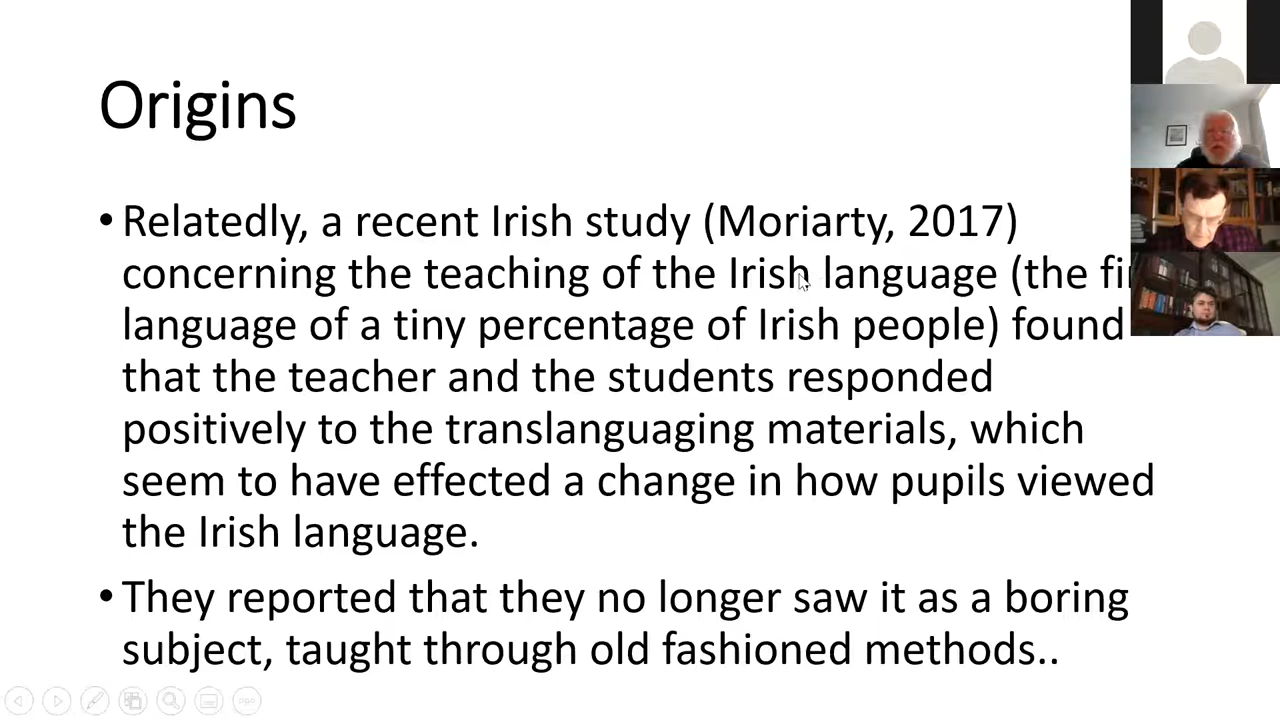 Origins
• Relatedly, a recent Irish study (Moriarty, 2017)
concerning the teaching of the Irish language (the
language of a tiny percentage of Irish people) found
that the teacher and the students responded
positively to the translanguaging materials, which
seem to have effected a change in how pupils viewed
the Irish language.
• They reported that they no longer saw it as a boring
subject, taught through old fashioned methods..